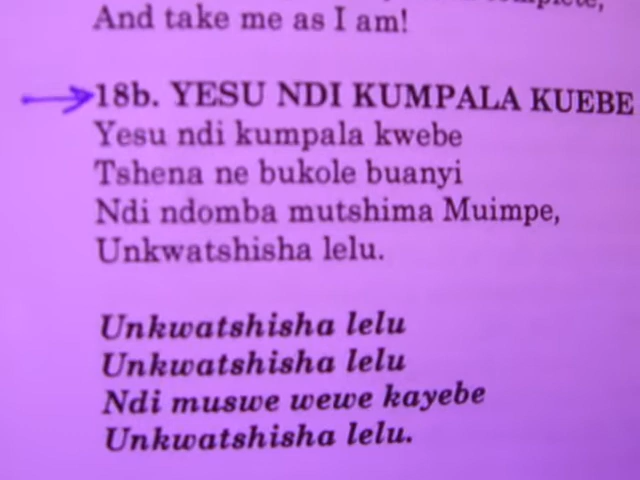 And take me as I am!
18b. YESU NDI KUMPALA KUEBE
Yesu ndi kumpala kwebe
Tshena ne bukole buanyi
Ndi ndomba mutshima Muimpe,
Unkwatshisha lelu.
Unkwatshisha lelu
Unkwatshisha lelu
Ndi muswe wewe kayebe
Unkwatshisha lelu.